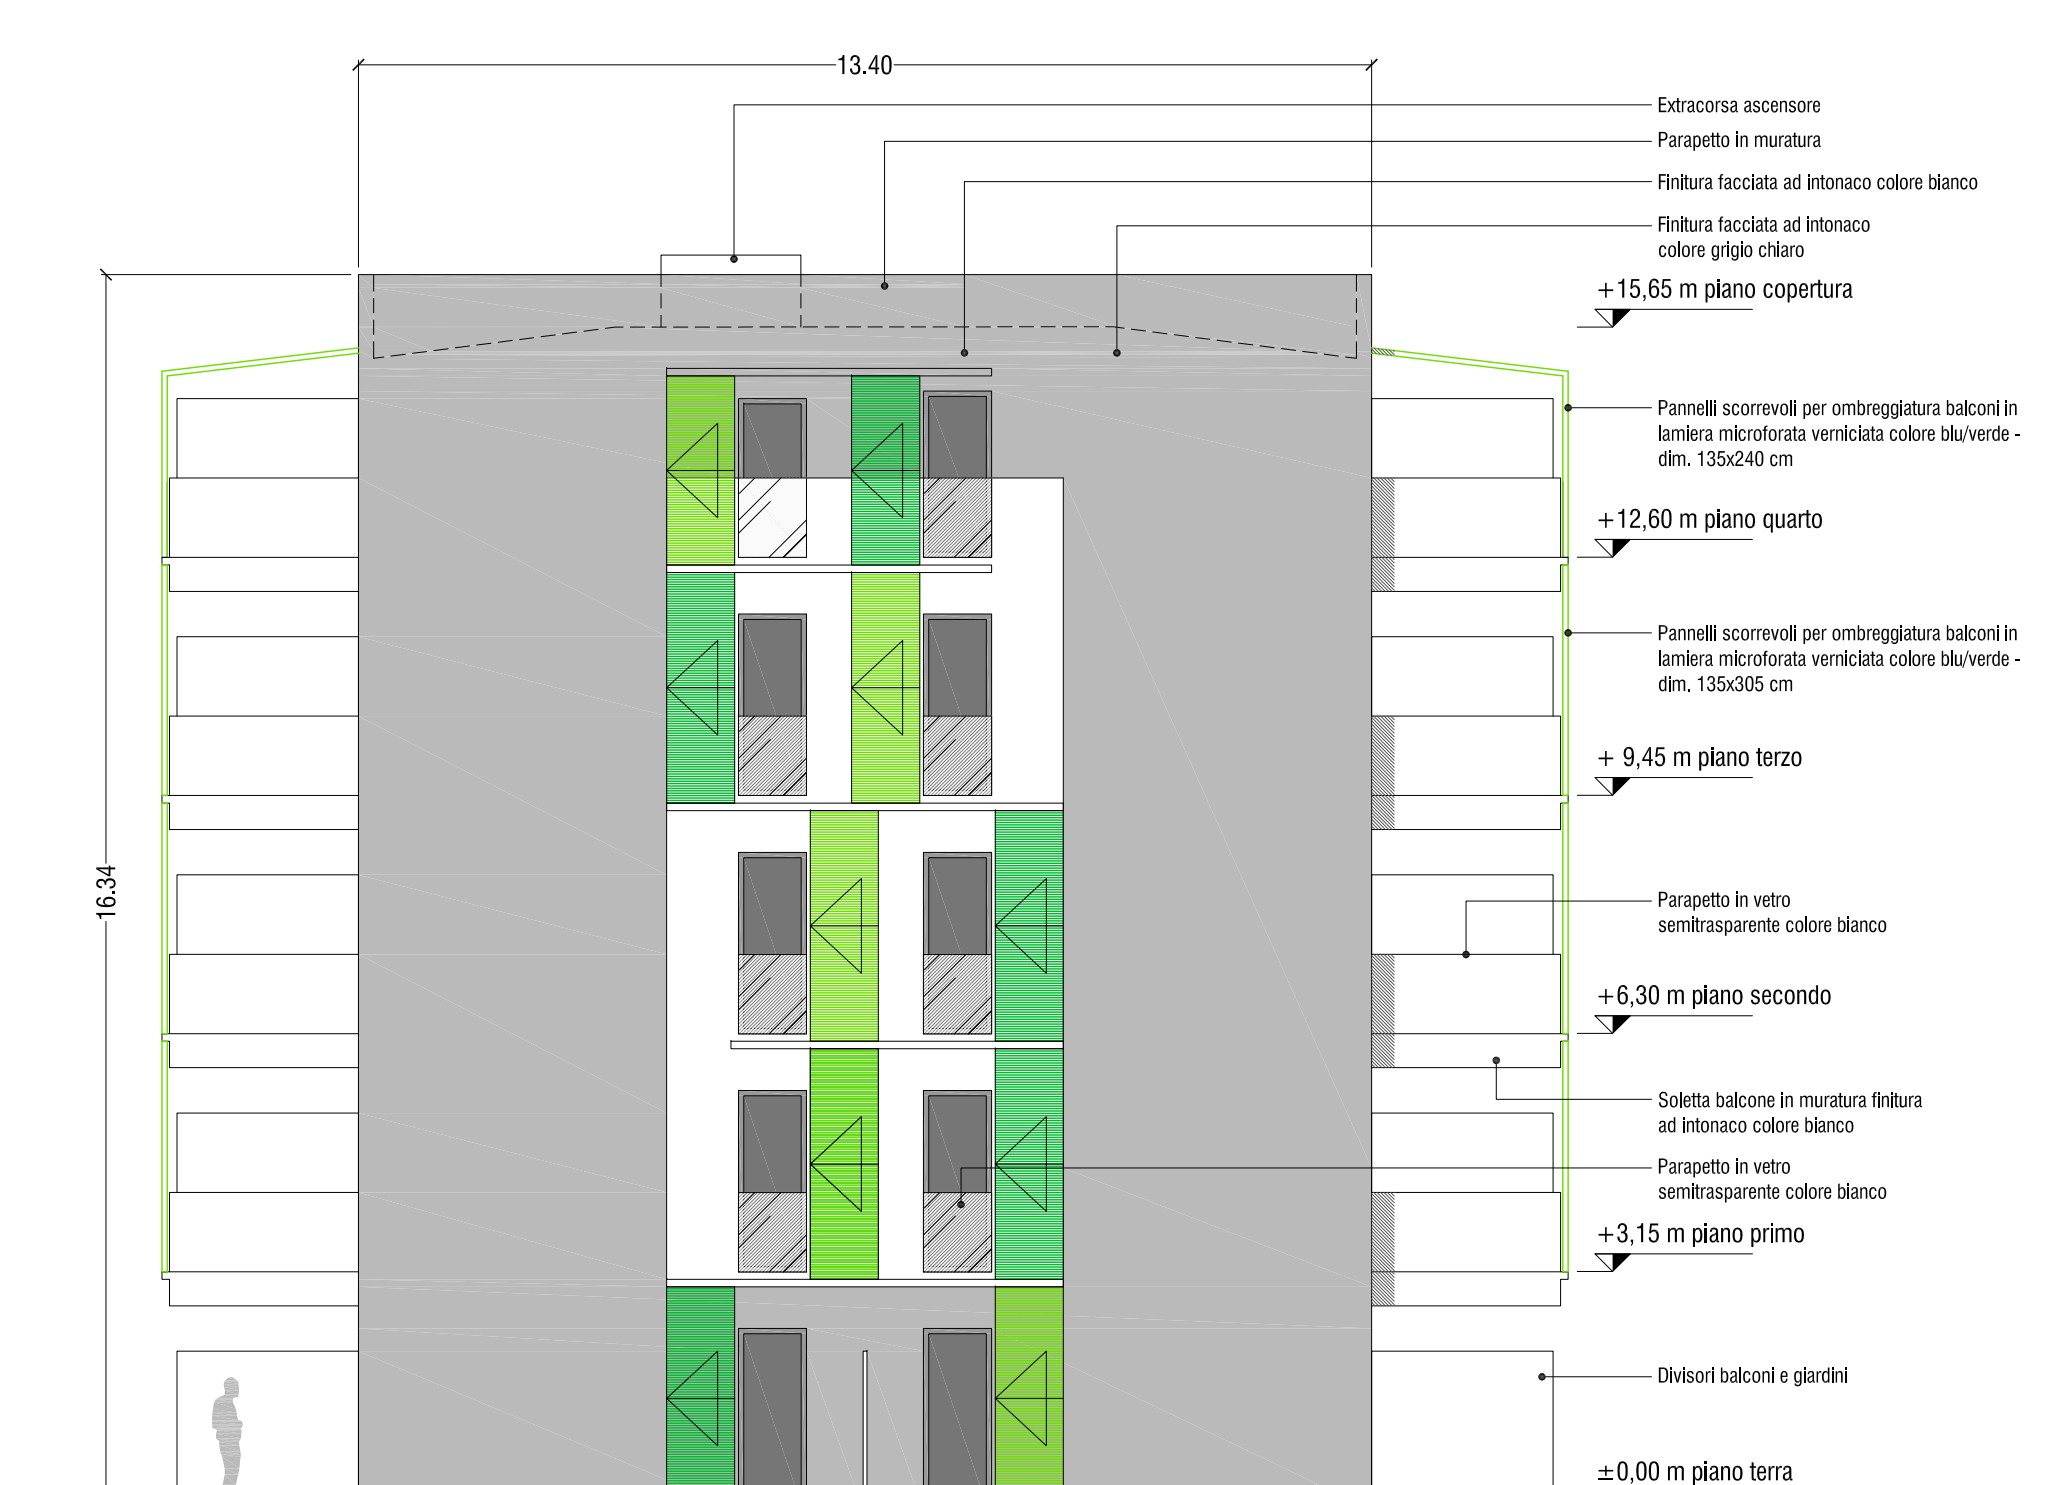 13.40
Extracorsa ascensore
Parapetto in muratura
Finitura facciata ad intonaco colore bianco
Finitura facciata ad intonaco
colore grigio chiaro
+15,65 m piano copertura
Pannelli scorrevoli per ombreggiatura balconi in
lamiera microforata verniciata colore blu/verde -
dim. 135x240 cm
+12,60 m piano quarto
Pannelli scorrevoli per ombreggiatura balconi in
lamiera microforata verniciata colore blu/verde -
dim. 135x305 cm
+ 9,45 m piano terzo
16.34
Parapetto in vetro
semitrasparente colore bianco
+6,30 m piano secondo
Soletta balcone in muratura finitura
ad intonaco colore bianco
Parapetto in vetro
semitrasparente colore bianco
+3,15 m piano primo
Divisori balconi e giardini
±0,00 m piano terra